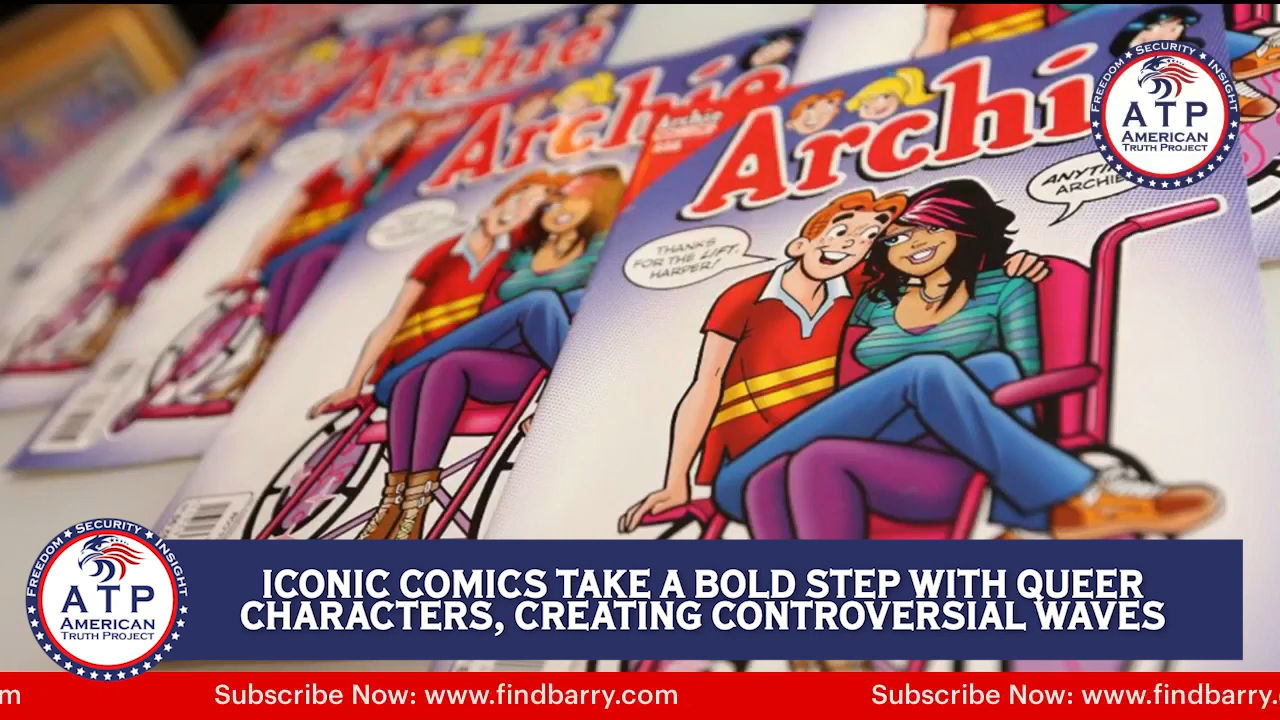 Archie
Archie
Archie
Archi
Archie
THANKS
FOR THE LIFT,
HARPER!
ARCHIE
FREEDOM ★ SECURITY ★ INSIGHT
ATP
AMERICAN
TRUTH PROJECT
FREEDOM ★ SECURITY ★ INSIGHT
ATP
AMERICAN
TRUTH PROJECT
ICONIC COMICS TAKE A BOLD STEP WITH QUEER
CHARACTERS, CREATING CONTROVERSIAL WAVES
m Subscribe Now: www.findbarry.com Subscribe Now: www.findbarry.c